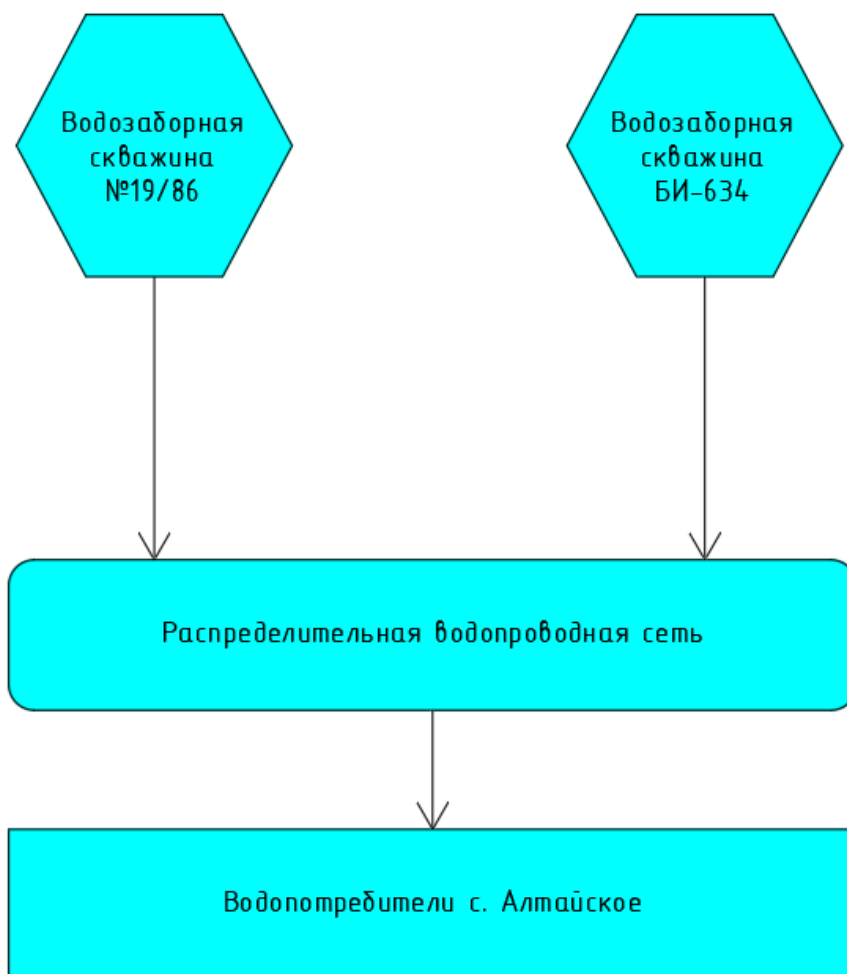 Водозаборная
скважина
№19/86
Водозаборная
скважина
БИ-634
Распределительная водопроводная сеть
Водопотребители с. Алтайское